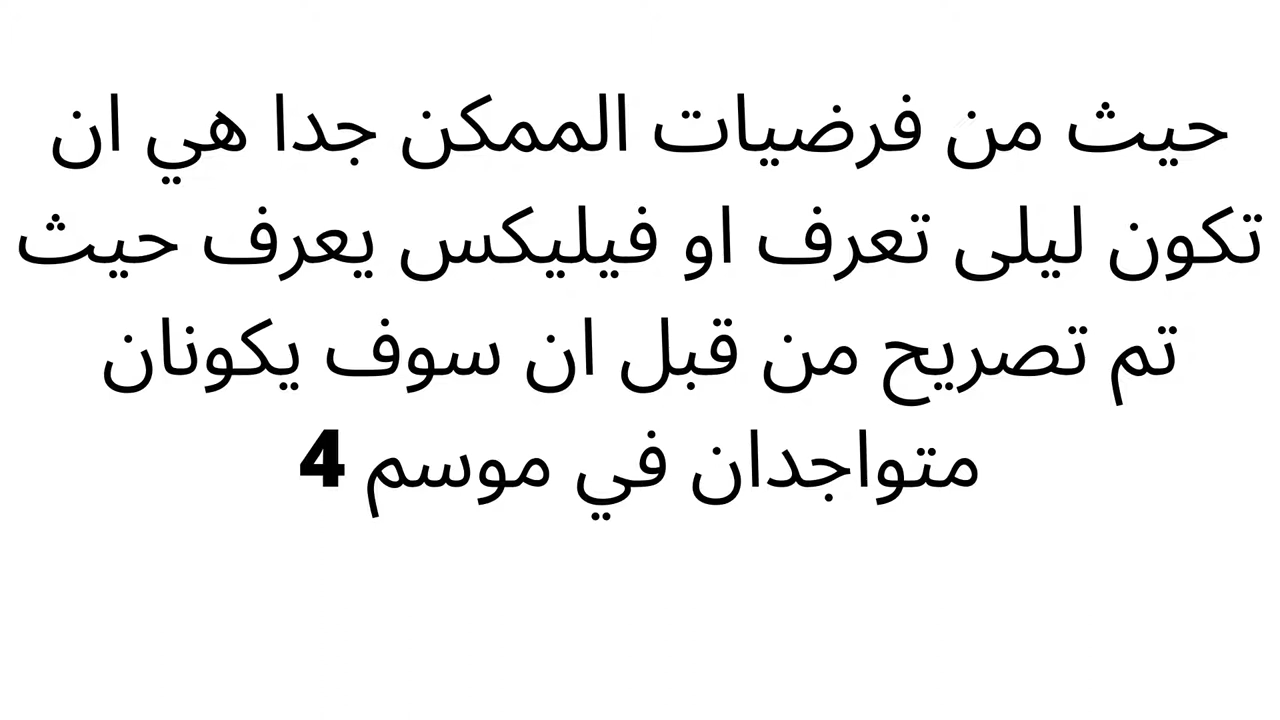 حيث من فرضيات الممكن جدا هي ان
تكون ليلى تعرف او فيليكس يعرف حيث
تم تصريح من قبل ان سوف يكونان
متواجدان في موسم 4